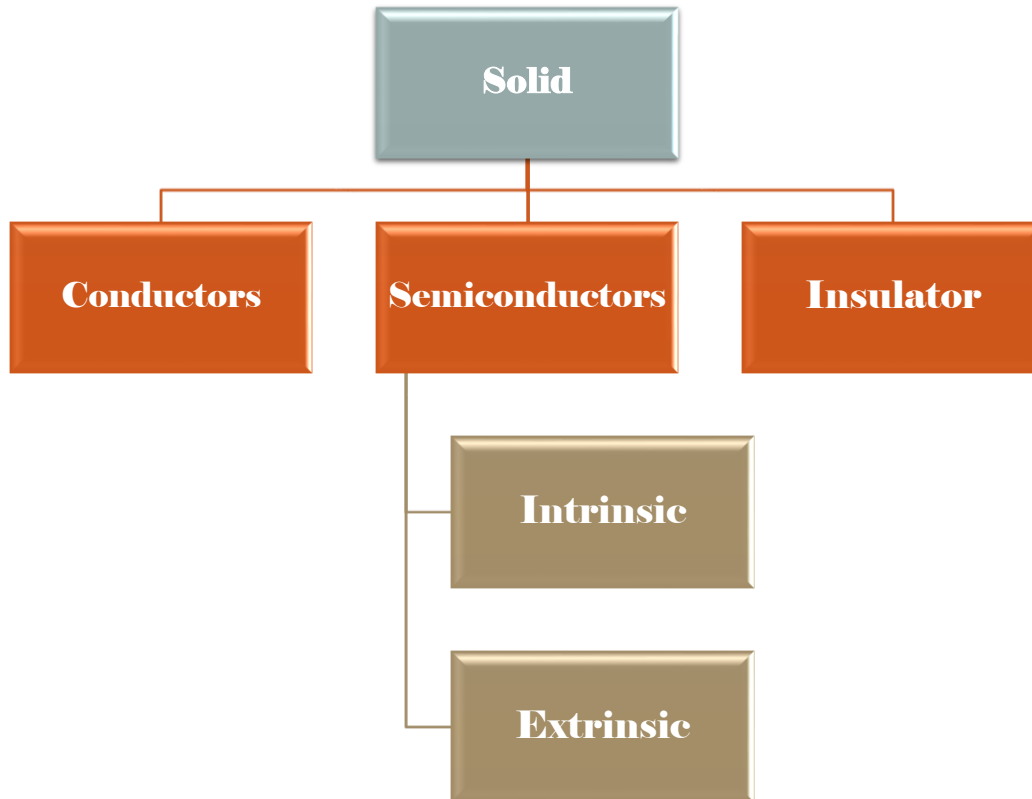 Solid
Conductors
Semiconductors
Insulator
Intrinsic
Extrinsic